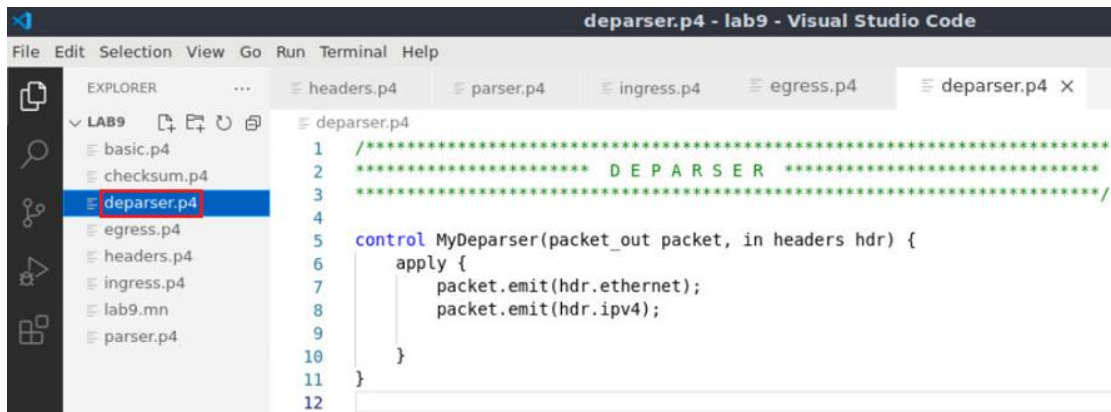 deparser.p4 - lab9 - Visual Studio Code
File Edit Selection View Go Run Terminal Help
EXPLORER ...
headers.p4 parser.p4 ingress.p4 egress.p4 deparser.p4 ×
LAB9
basic.p4
checksum.p4
deparser.p4
egress.p4
headers.p4
ingress.p4
lab9.mn
parser.p4
deparser.p4
1 /*************************************************************************
2 *********************** D E P A R S E R *******************************
3 *************************************************************************/
4
5 control MyDeparser(packet_out packet, in headers hdr) {
6 apply {
7 packet.emit(hdr.ethernet);
8 packet.emit(hdr.ipv4);
9
10 }
11 }
12